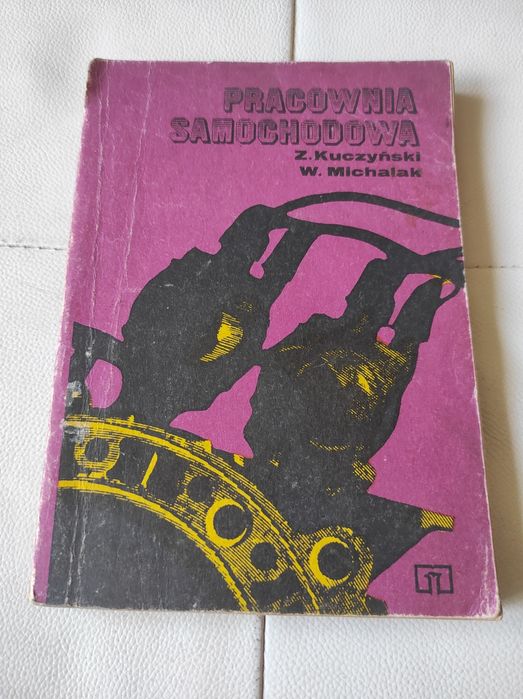 PRACOWNIA
SAMOCHODOWA
Z. Kuczyński
W. Michalak